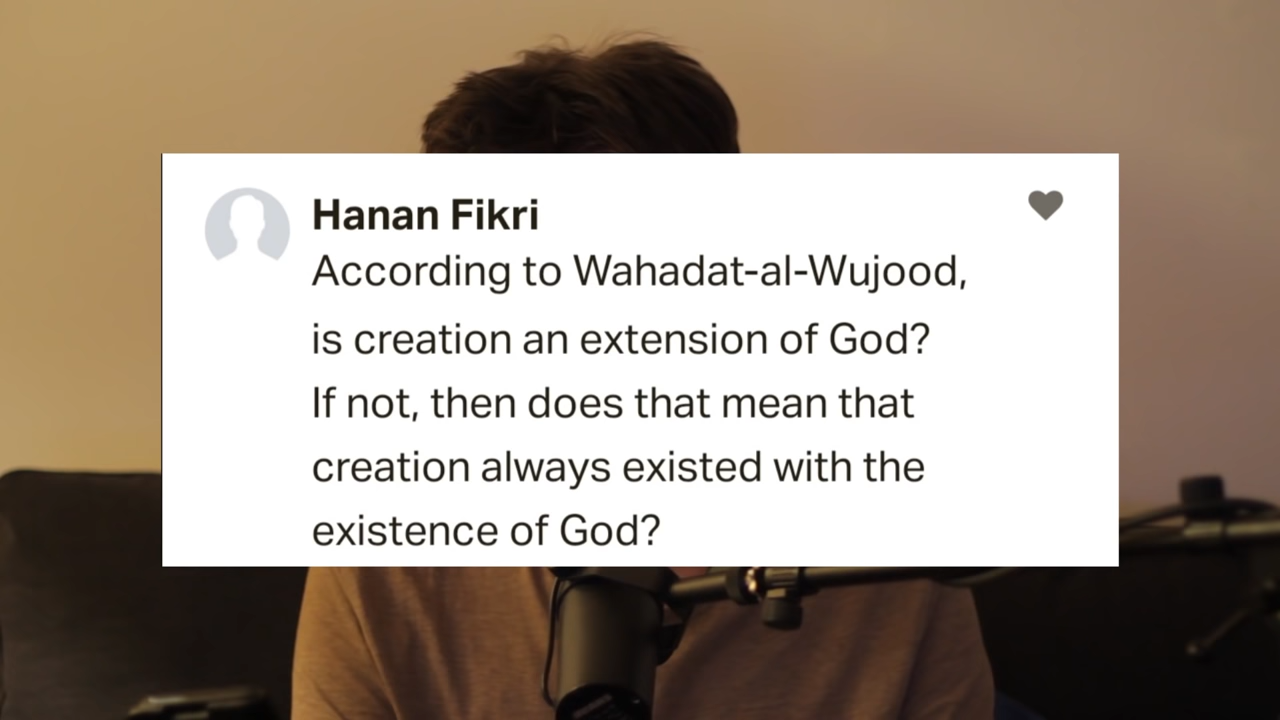 Hanan Fikri
According to Wahadat-al-Wujood,
is creation an extension of God?
If not, then does that mean that
creation always existed with the
existence of God?